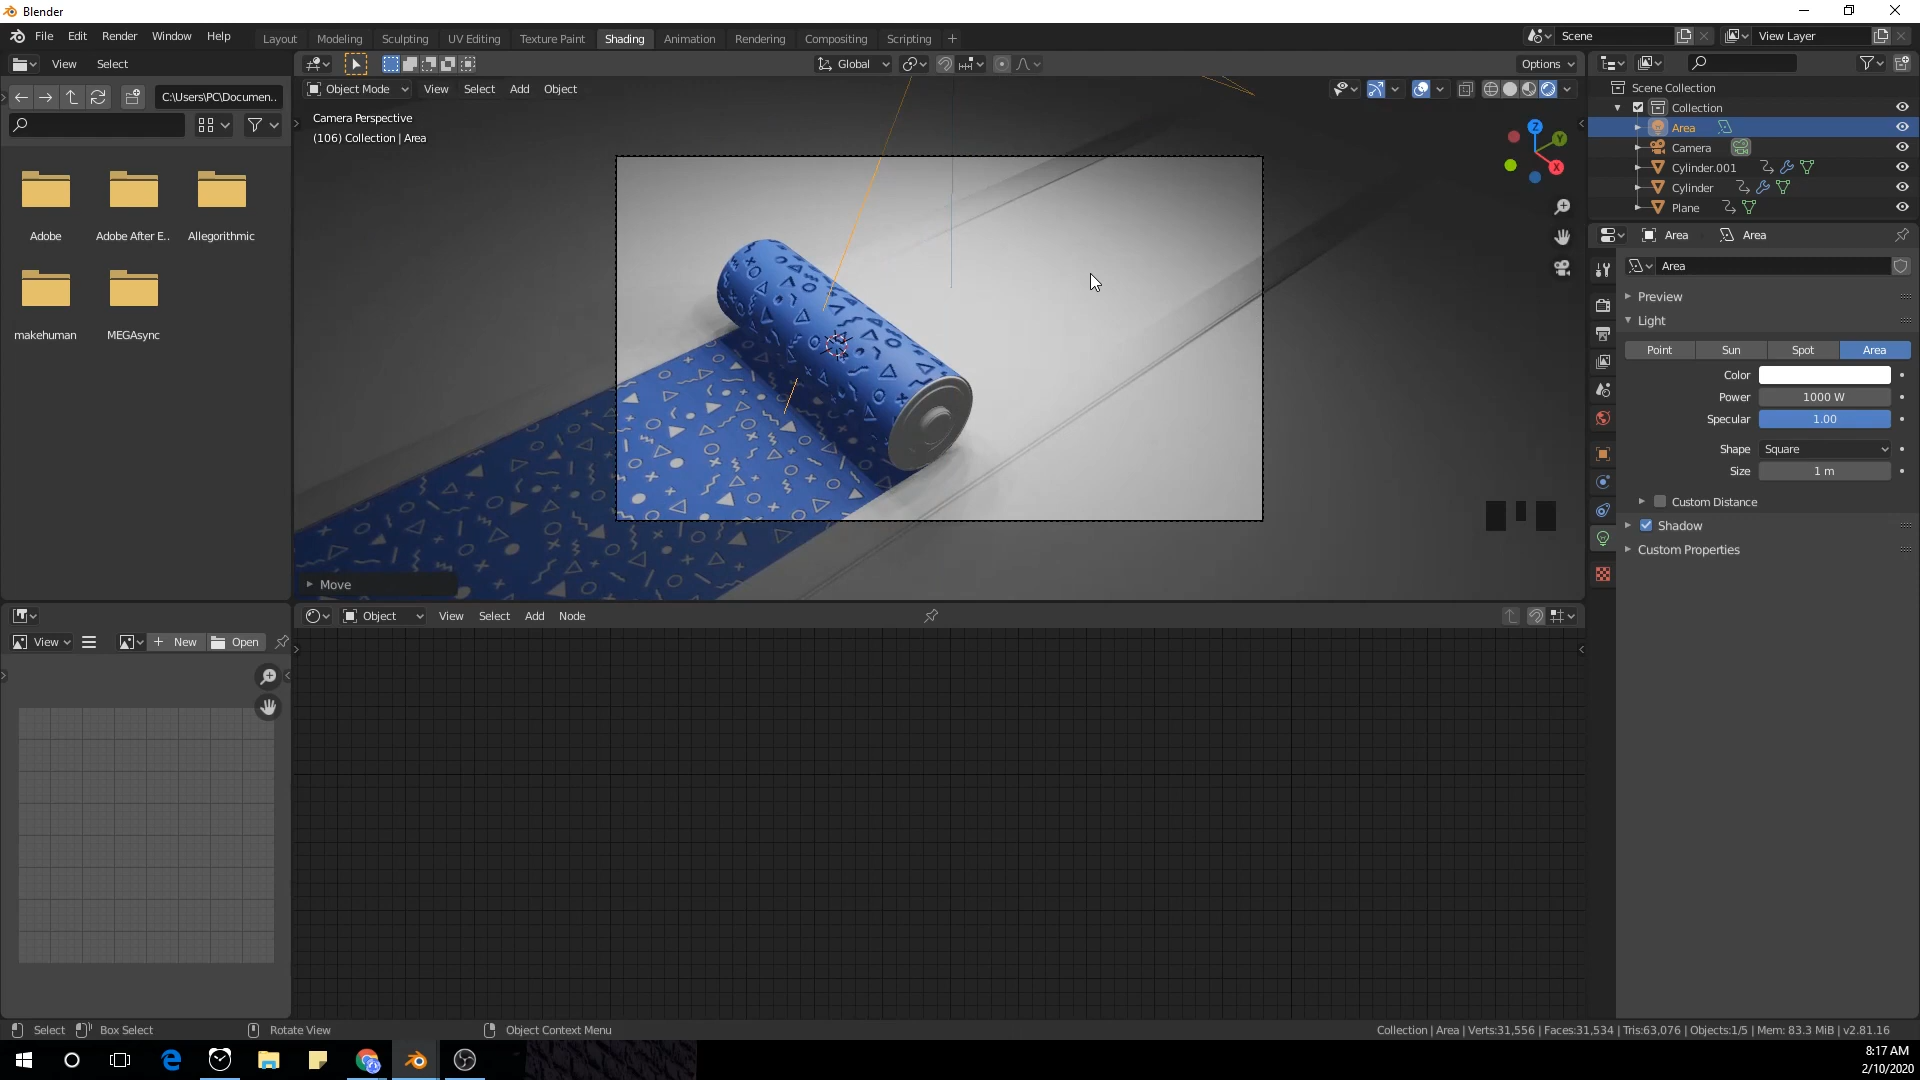 Blender
File Edit Render Window Help
Layout Modeling Sculpting UV Editing Texture Paint Shading Animation Rendering Compositing Scripting +
Scene
View Layer
View Select
Global
Options
C:\Users\PC\Documen..
Object Mode View Select Add Object
Camera Perspective
(106) Collection | Area
Z
Y
X
Adobe
Adobe After E..
Allegorithmic
makehuman
MEGAsync
Move
Scene Collection
Collection
Area
Camera
Cylinder.001
Cylinder
Plane
Area Area
Area
Preview
Light
Point Sun Spot Area
Color
Power 1000 W
Specular 1.00
Shape Square
Size 1 m
Custom Distance
Shadow
Custom Properties
Object View Select Add Node
View New Open
Select Box Select Rotate View Object Context Menu
Collection | Area | Verts:31,556 | Faces:31,534 | Tris:63,076 | Objects:1/5 | Mem: 83.3 MiB | v2.81.16
8:17 AM
2/10/2020